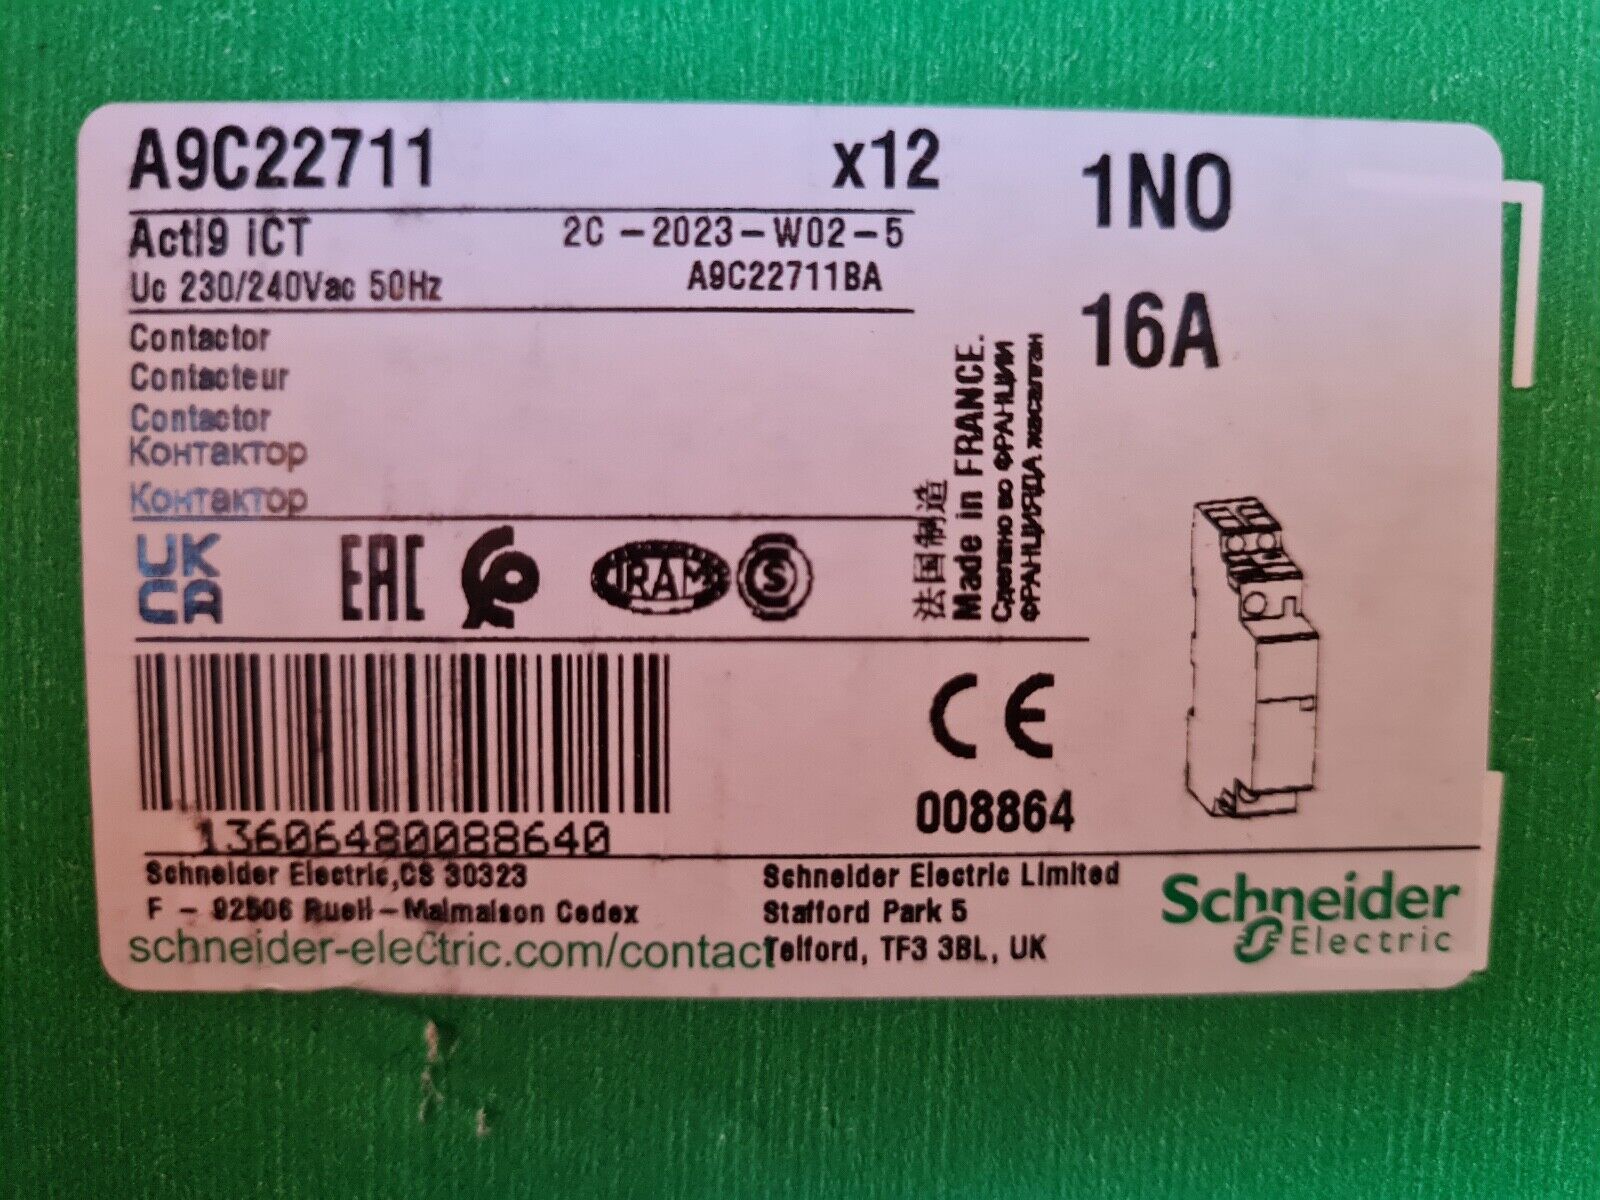 A9C22711 x12
1NO
16A
Acti9 iCT 2C-2023-W02-5
Uc 230/240Vac 50Hz A9C22711BA
Contactor
Contacteur
Contactor
Контактор
Контактор
法国制造
Made in FRANCE.
Сделано во ФРАНЦИИ
ФРАНЦИЯДА жасалған
UK
CA
EAC
IRAM
S
CE
008864
13606480088640
Schneider Electric,CS 30323
F - 92506 Rueil-Malmaison Cedex
schneider-electric.com/contact
Schneider Electric Limited
Stafford Park 5
Telford, TF3 3BL, UK
Schneider
Electric